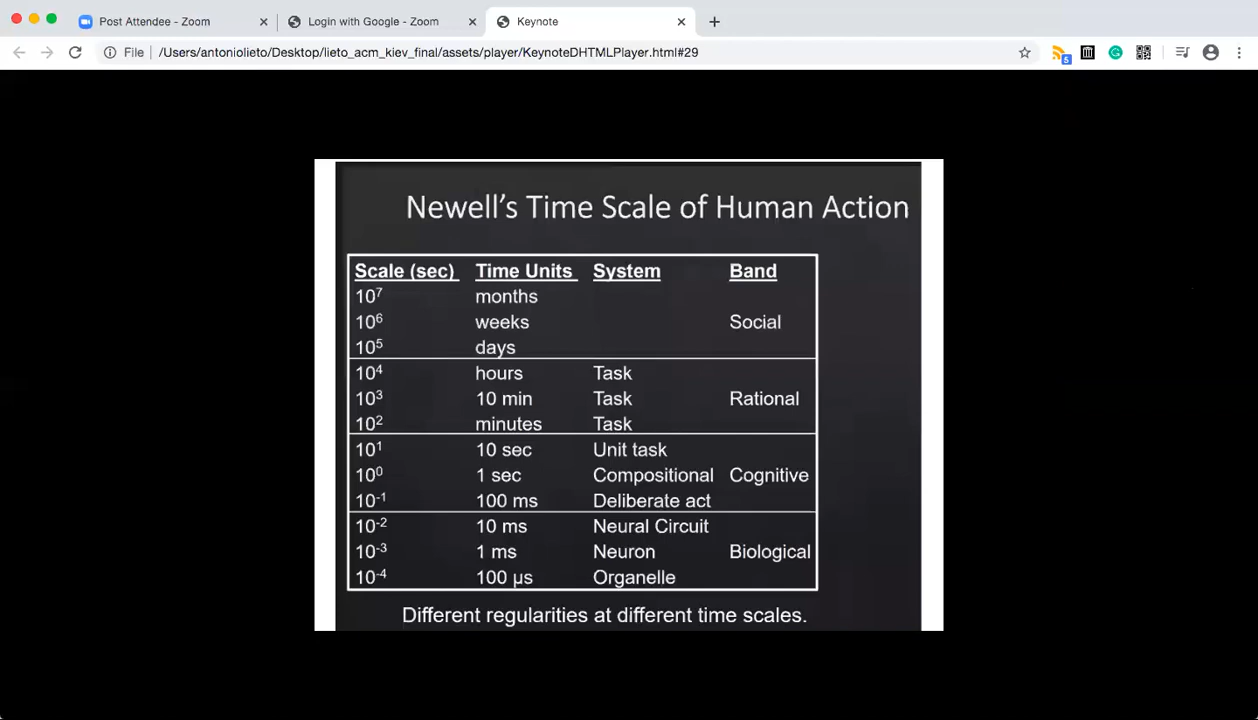 Post Attendee - Zoom
Login with Google - Zoom
Keynote
File
/Users/antoniolieto/Desktop/lieto_acm_kiev_final/assets/player/KeynoteDHTMLPlayer.html#29
5
Newell's Time Scale of Human Action
Scale (sec) Time Units System Band
10⁷ months
10⁶ weeks Social
10⁵ days
10⁴ hours Task
10³ 10 min Task Rational
10² minutes Task
10¹ 10 sec Unit task
10⁰ 1 sec Compositional Cognitive
10⁻¹ 100 ms Deliberate act
10⁻² 10 ms Neural Circuit
10⁻³ 1 ms Neuron Biological
10⁻⁴ 100 µs Organelle
Different regularities at different time scales.